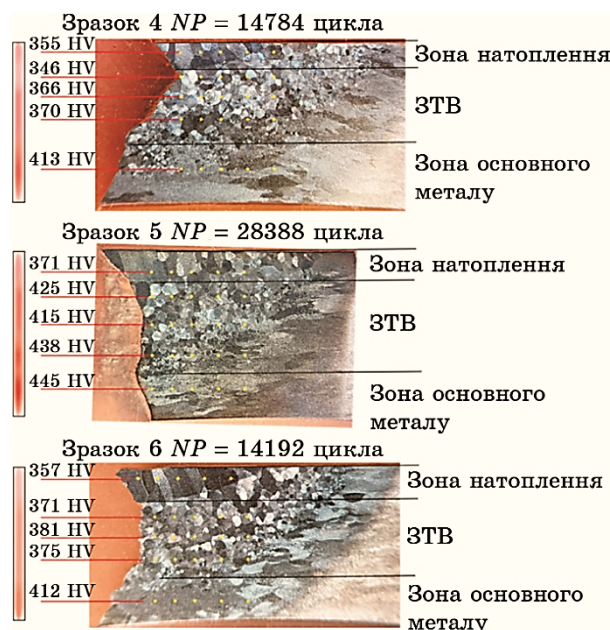 Зразок 4 NP = 14784 цикла
355 HV
Зона натоплення
346 HV
366 HV
370 HV
ЗТВ
413 HV
Зона основного
металу
Зразок 5 NP = 28388 цикла
371 HV
Зона натоплення
425 HV
415 HV
ЗТВ
438 HV
445 HV
Зона основного
металу
Зразок 6 NP = 14192 цикла
357 HV
Зона натоплення
371 HV
381 HV
ЗТВ
375 HV
412 HV
Зона основного
металу